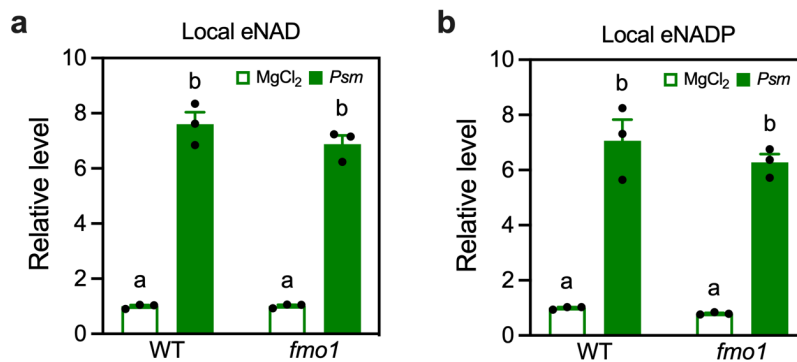 a
Local eNAD
MgCl₂ Psm
Relative level
10
8
6
4
2
0
a
b
a
b
WT
fmo1
b
Local eNADP
MgCl₂ Psm
Relative level
10
8
6
4
2
0
a
b
a
b
WT
fmo1